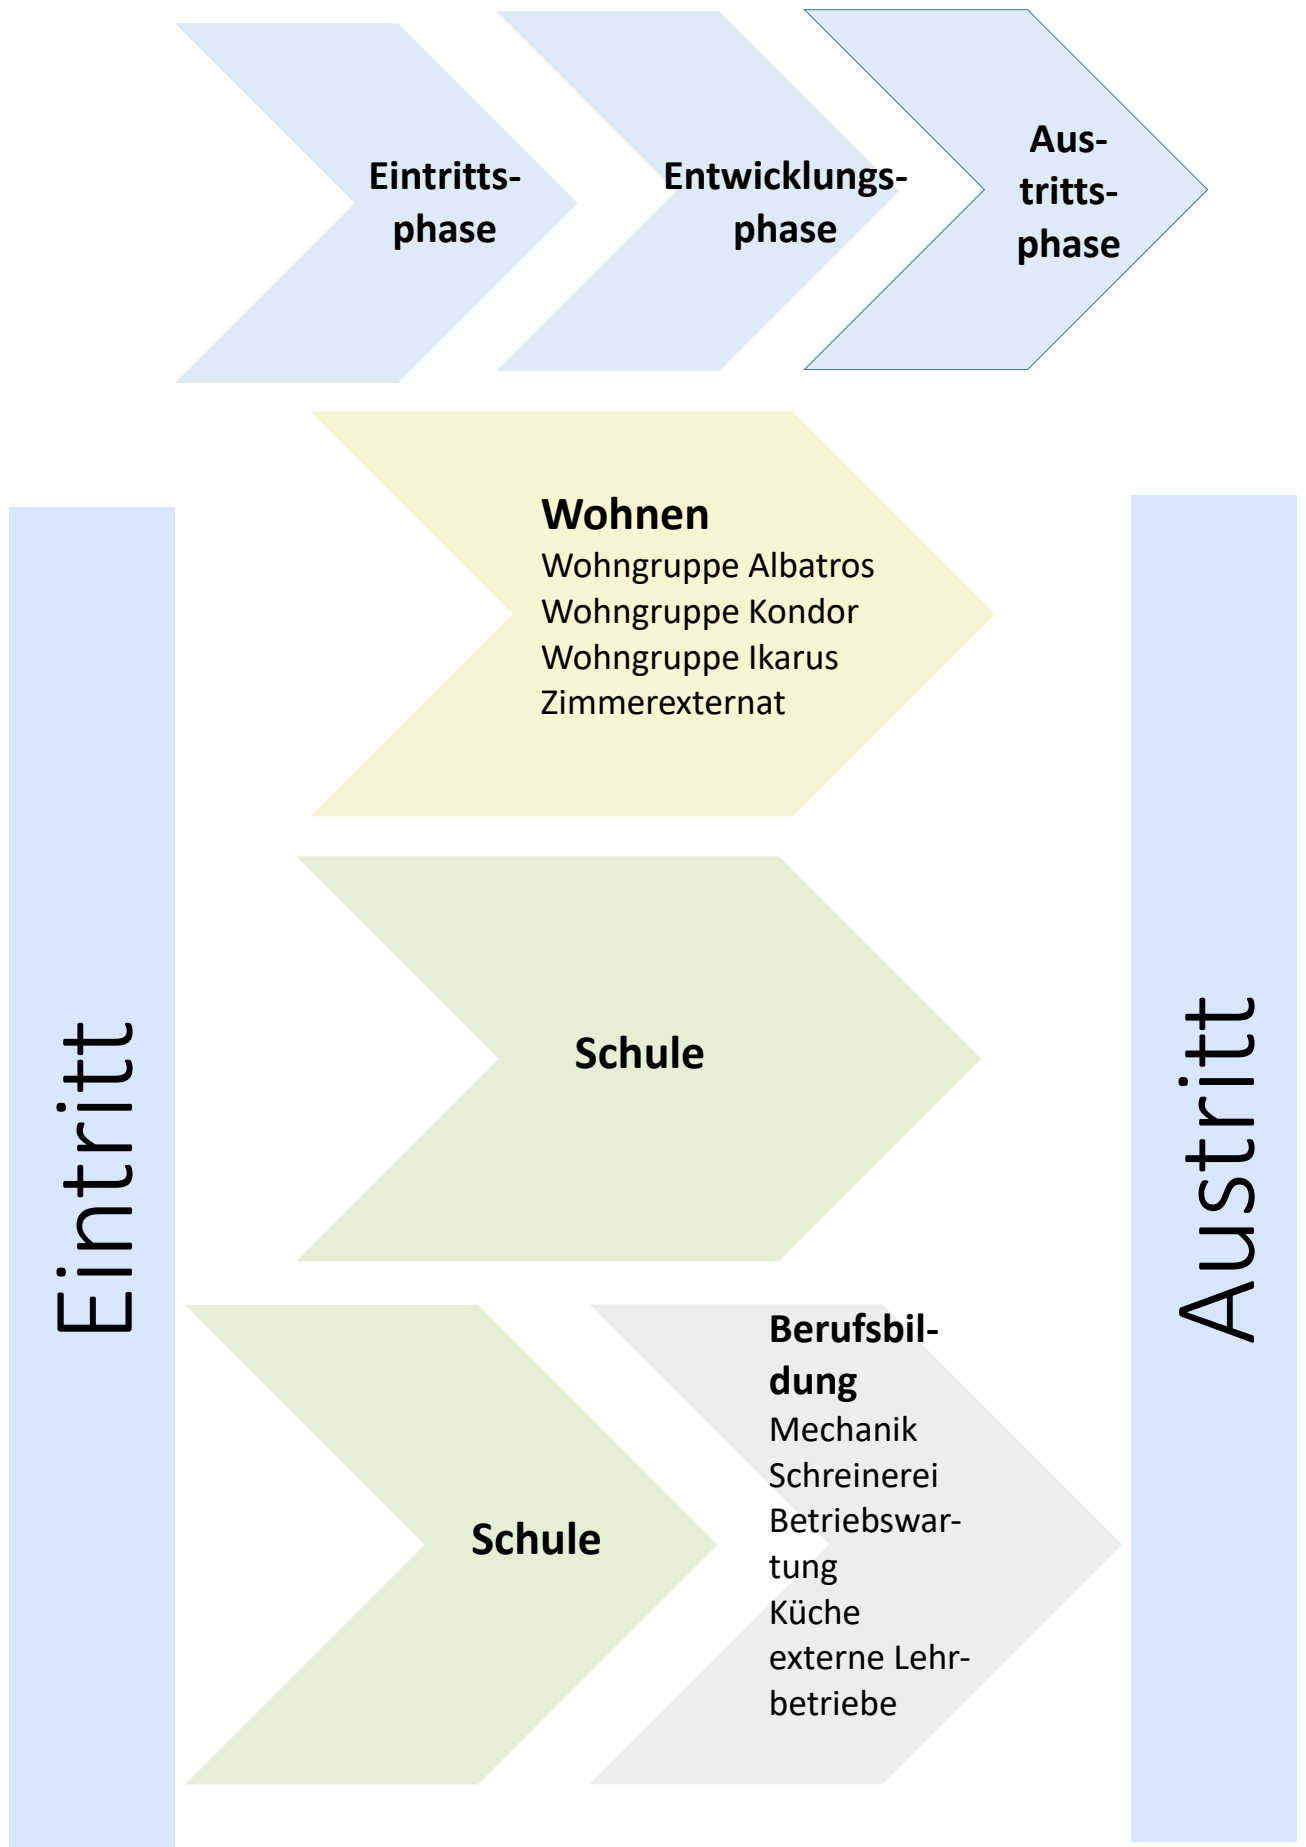 Eintritts-
phase
Entwicklungs-
phase
Aus-
tritts-
phase
Wohnen
Wohngruppe Albatros
Wohngruppe Kondor
Wohngruppe Ikarus
Zimmerexternat
Eintritt
Schule
Austritt
Schule
Berufsbil-
dung
Mechanik
Schreinerei
Betriebswar-
tung
Küche
externe Lehr-
betriebe